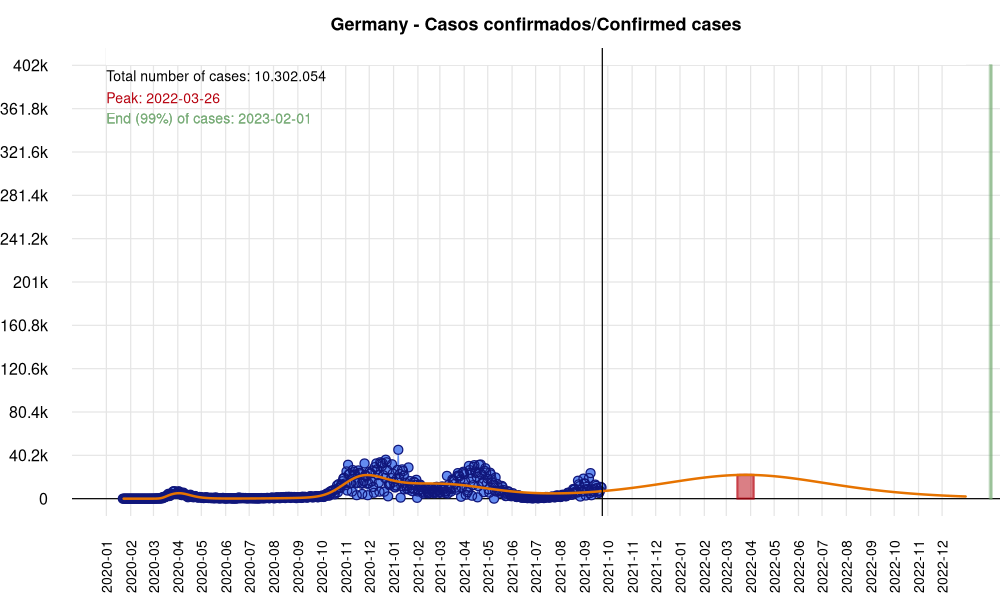 Germany - Casos confirmados/Confirmed cases
Total number of cases: 10.302.054
Peak: 2022-03-26
End (99%) of cases: 2023-02-01
402k
361.8k
321.6k
281.4k
241.2k
201k
160.8k
120.6k
80.4k
40.2k
0
2020-01
2020-02
2020-03
2020-04
2020-05
2020-06
2020-07
2020-08
2020-09
2020-10
2020-11
2020-12
2021-01
2021-02
2021-03
2021-04
2021-05
2021-06
2021-07
2021-08
2021-09
2021-10
2021-11
2021-12
2022-01
2022-02
2022-03
2022-04
2022-05
2022-06
2022-07
2022-08
2022-09
2022-10
2022-11
2022-12